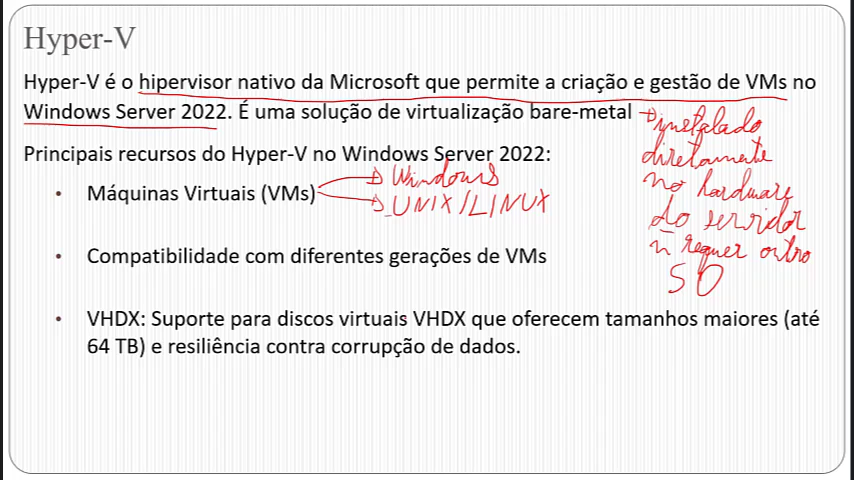 Hyper-V
Hyper-V é o hipervisor nativo da Microsoft que permite a criação e gestão de VMs no
Windows Server 2022. É uma solução de virtualização bare-metal
instalado
diretamente
no hardware
do servidor
ñ requer outro
SO
Principais recursos do Hyper-V no Windows Server 2022:
• Máquinas Virtuais (VMs)
Windows
UNIX/LINUX
• Compatibilidade com diferentes gerações de VMs
• VHDX: Suporte para discos virtuais VHDX que oferecem tamanhos maiores (até
64 TB) e resiliência contra corrupção de dados.